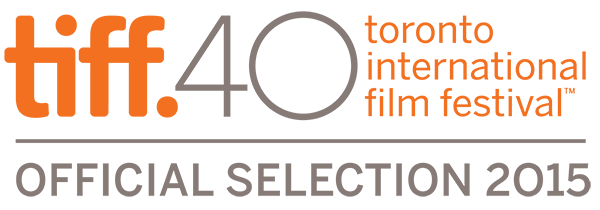 tiff.40
toronto
international
film festival™
OFFICIAL SELECTION 2015